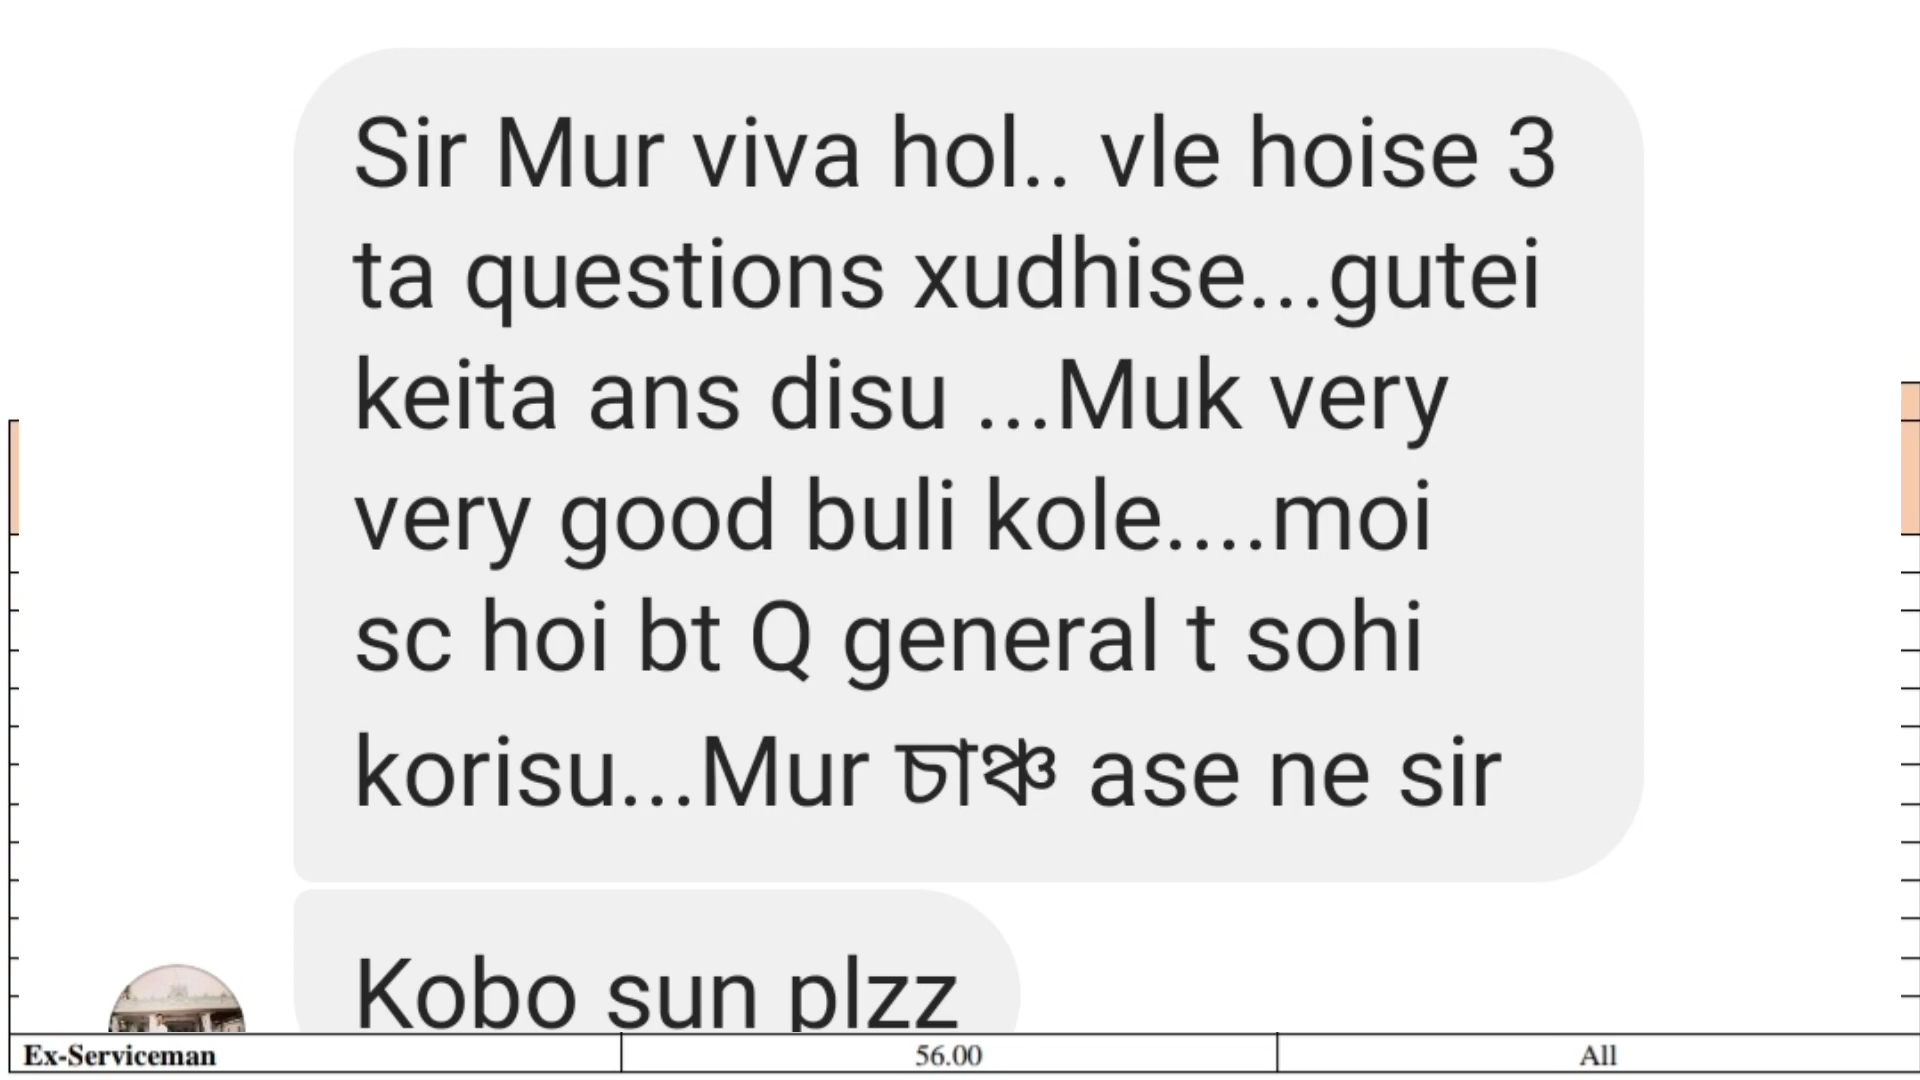 Sir Mur viva hol.. vle hoise 3
ta questions xudhise...gutei
keita ans disu ...Muk very
very good buli kole....moi
sc hoi bt Q general t sohi
korisu...Mur চাঞ্চ ase ne sir
Kobo sun plzz
Ex-Serviceman 56.00 All